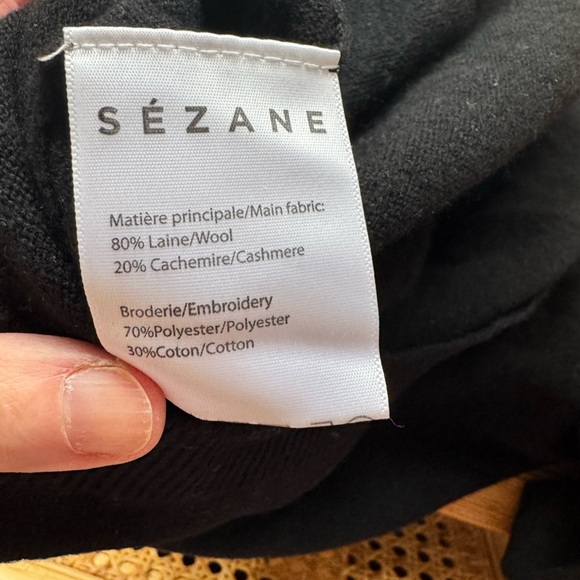 SÉZANE
Matière principale/Main fabric:
80% Laine/Wool
20% Cachemire/Cashmere
Broderie/Embroidery
70%Polyester/Polyester
30%Coton/Cotton